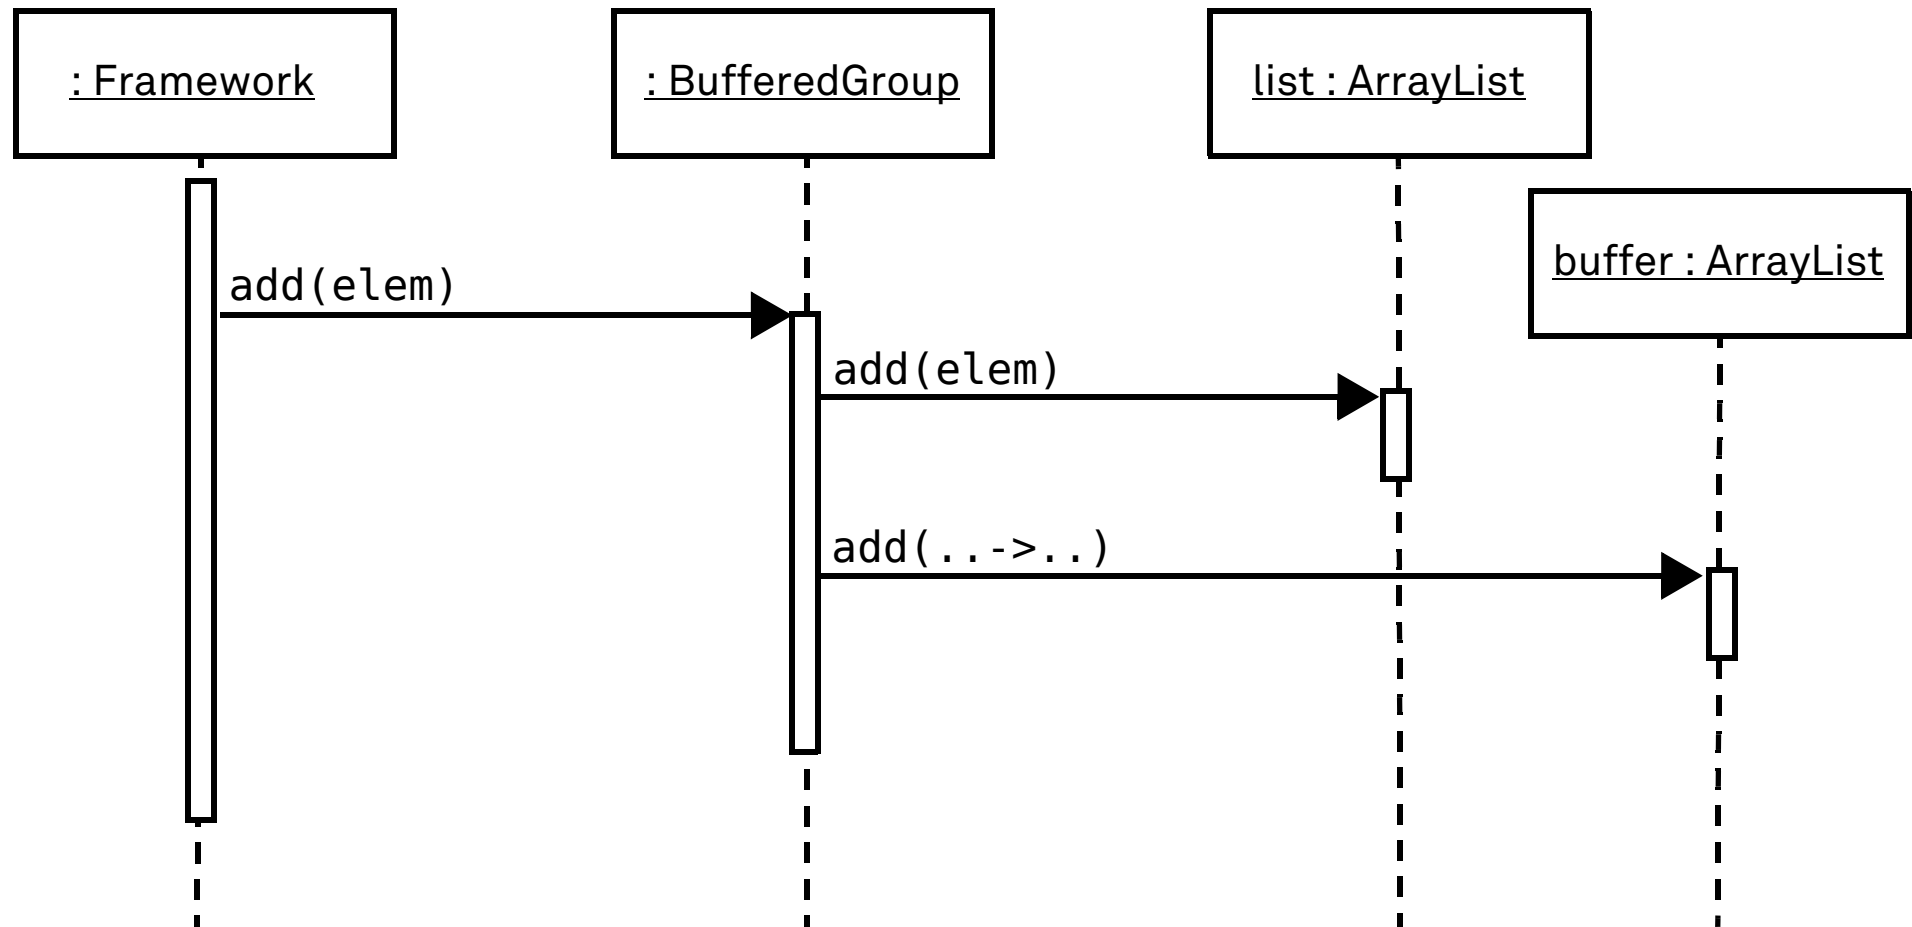 : Framework
: BufferedGroup
list : ArrayList
buffer : ArrayList
add(elem)
add(elem)
add(..->..)